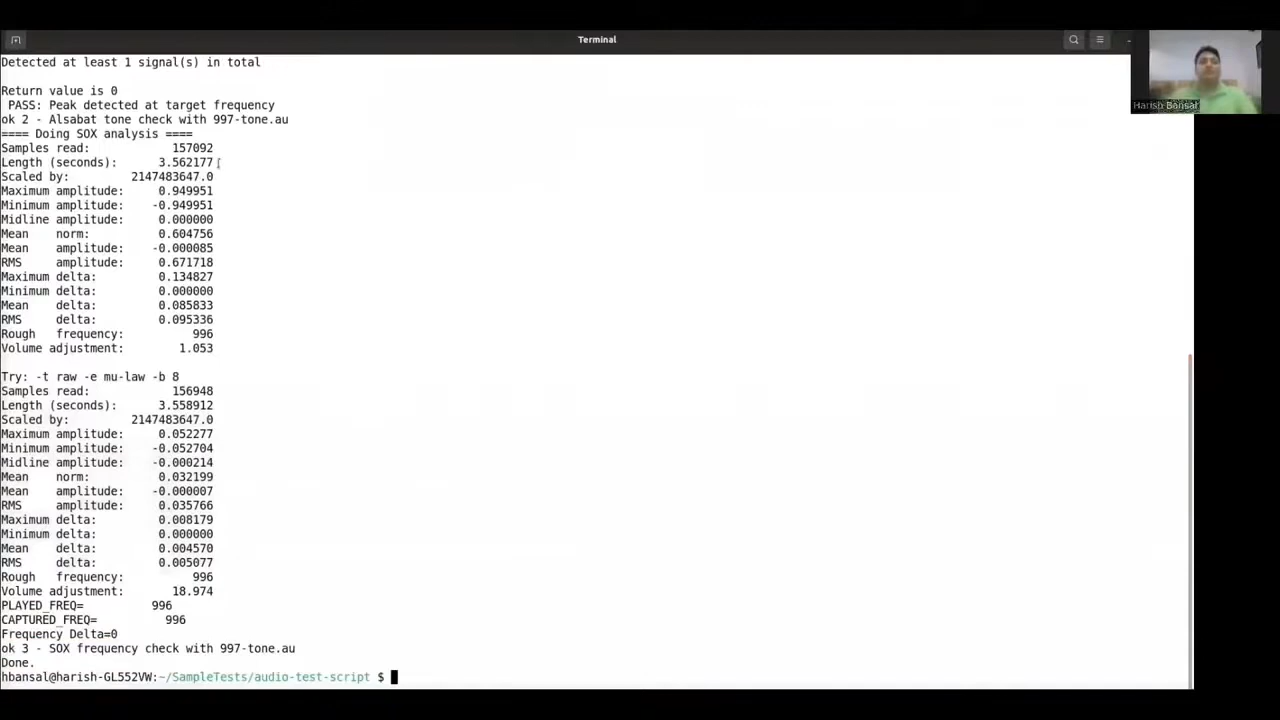 Terminal
Harish Bansal
Detected at least 1 signal(s) in total
Return value is 0
PASS: Peak detected at target frequency
ok 2 - Alsabat tone check with 997-tone.au
==== Doing SOX analysis ====
Samples read: 157092
Length (seconds): 3.562177
Scaled by: 2147483647.0
Maximum amplitude: 0.949951
Minimum amplitude: -0.949951
Midline amplitude: 0.000000
Mean norm: 0.604756
Mean amplitude: -0.000085
RMS amplitude: 0.671718
Maximum delta: 0.134827
Minimum delta: 0.000000
Mean delta: 0.085833
RMS delta: 0.095336
Rough frequency: 996
Volume adjustment: 1.053
Try: -t raw -e mu-law -b 8
Samples read: 156948
Length (seconds): 3.558912
Scaled by: 2147483647.0
Maximum amplitude: 0.052277
Minimum amplitude: -0.052704
Midline amplitude: -0.000214
Mean norm: 0.032199
Mean amplitude: -0.000007
RMS amplitude: 0.035766
Maximum delta: 0.008179
Minimum delta: 0.000000
Mean delta: 0.004570
RMS delta: 0.005077
Rough frequency: 996
Volume adjustment: 18.974
PLAYED_FREQ= 996
CAPTURED_FREQ= 996
Frequency Delta=0
ok 3 - SOX frequency check with 997-tone.au
Done.
hbansal@harish-GL552VW:~/SampleTests/audio-test-script $